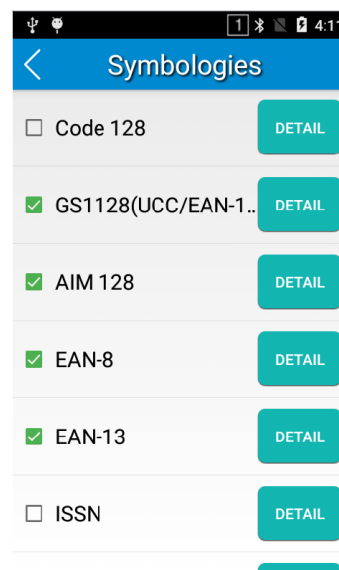 1 4:11
Symbologies
Code 128 DETAIL
GS1128(UCC/EAN-1.. DETAIL
AIM 128 DETAIL
EAN-8 DETAIL
EAN-13 DETAIL
ISSN DETAIL